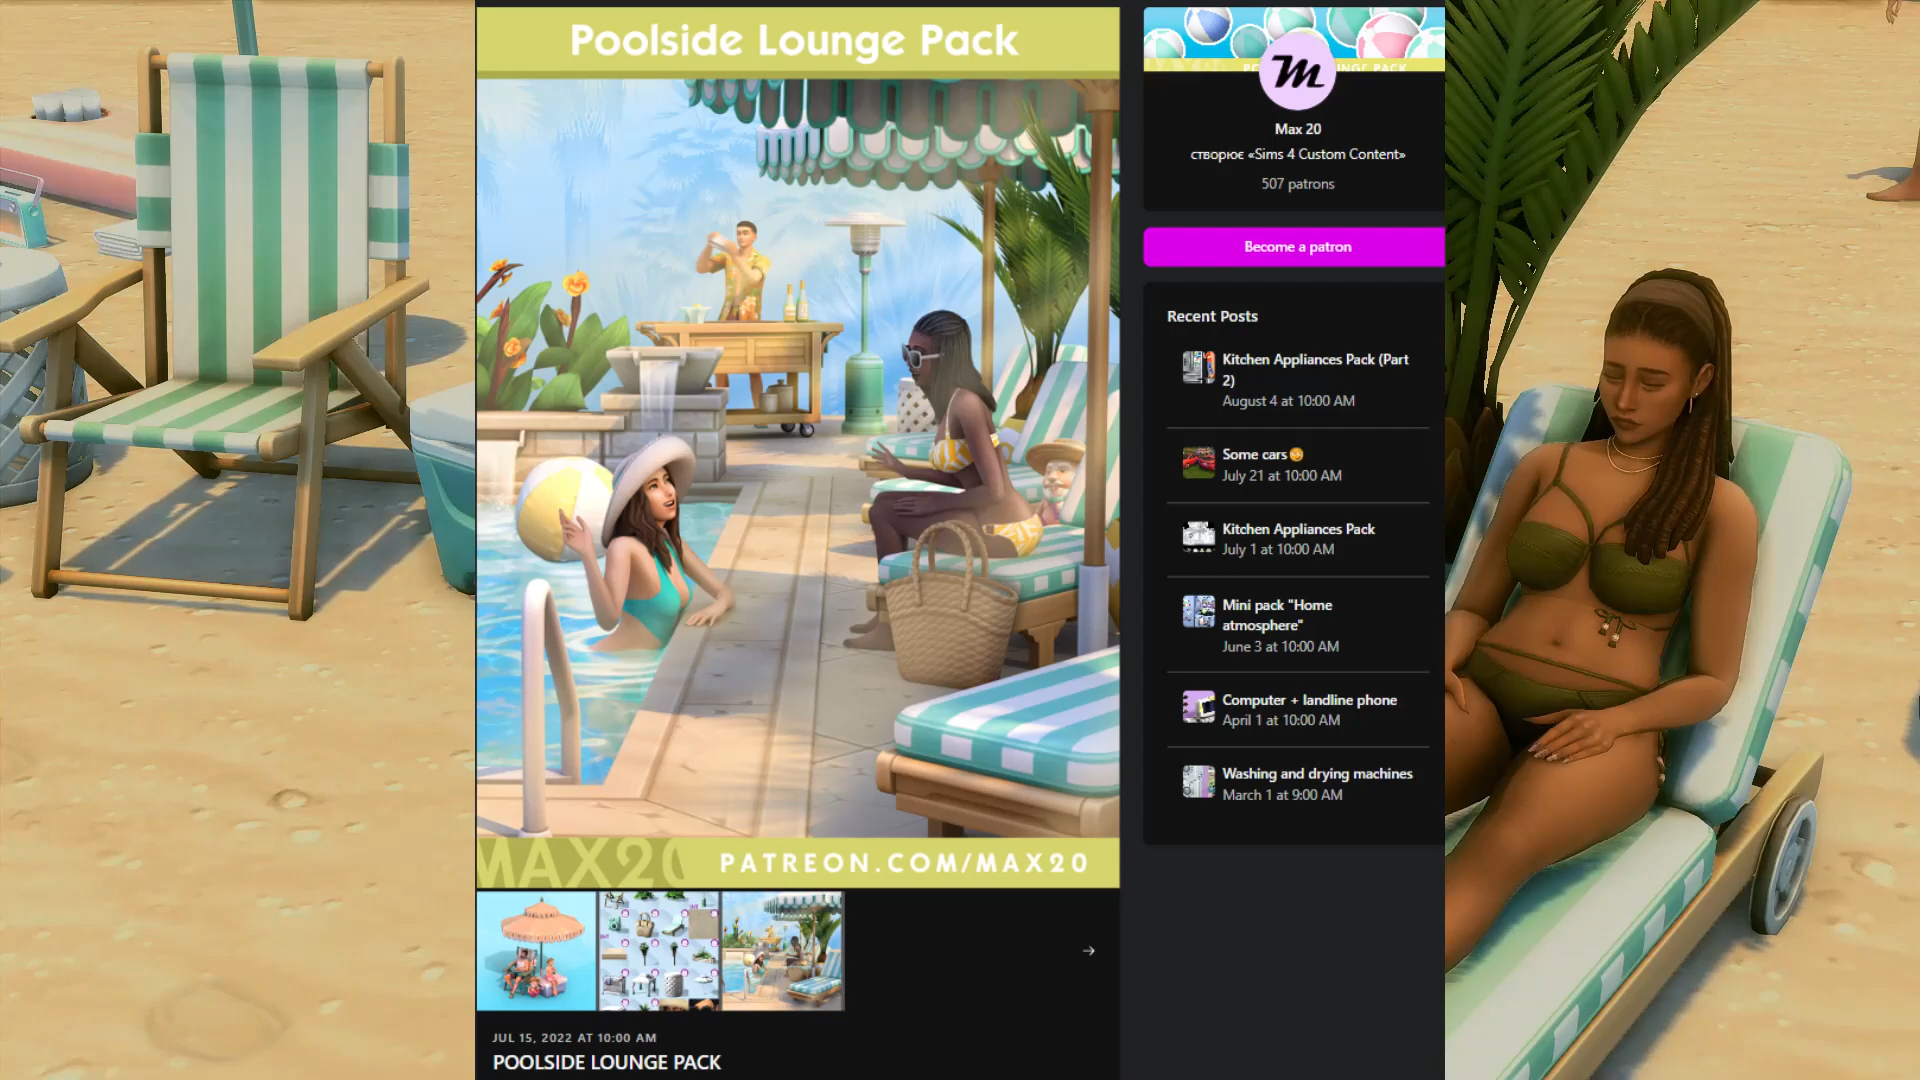 Poolside Lounge Pack
MAX20
PATREON.COM/MAX20
JUL 15, 2022 AT 10:00 AM
POOLSIDE LOUNGE PACK
LOUNGE PACK
m
Max 20
створює «Sims 4 Custom Content»
507 patrons
Become a patron
Recent Posts
Kitchen Appliances Pack (Part
2)
August 4 at 10:00 AM
Some cars😳
July 21 at 10:00 AM
Kitchen Appliances Pack
July 1 at 10:00 AM
Mini pack "Home
atmosphere"
June 3 at 10:00 AM
Computer + landline phone
April 1 at 10:00 AM
Washing and drying machines
March 1 at 9:00 AM